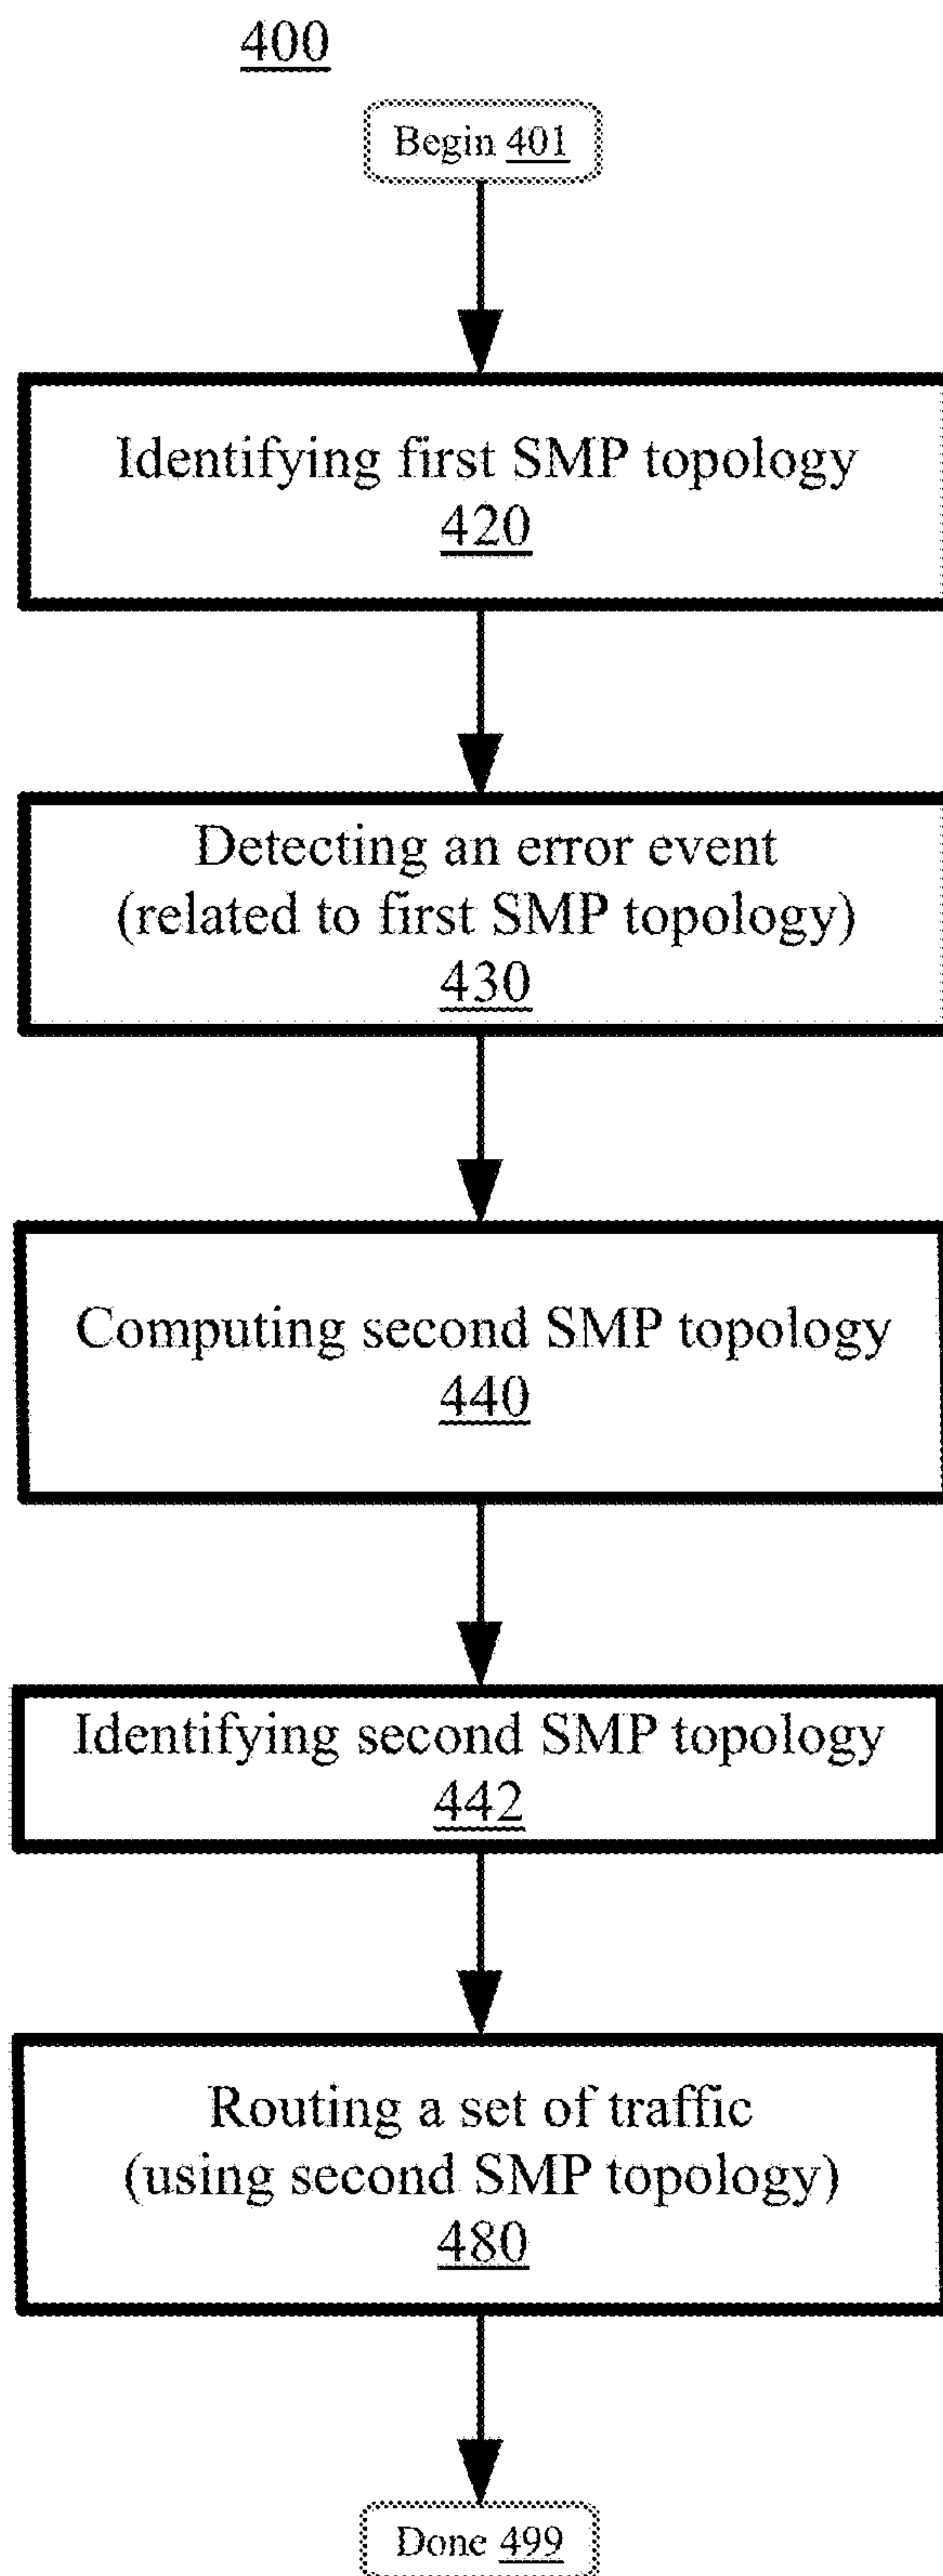 400
Begin 401
Identifying first SMP topology
420
Detecting an error event
(related to first SMP topology)
430
Computing second SMP topology
440
Identifying second SMP topology
442
Routing a set of traffic
(using second SMP topology)
480
Done 499